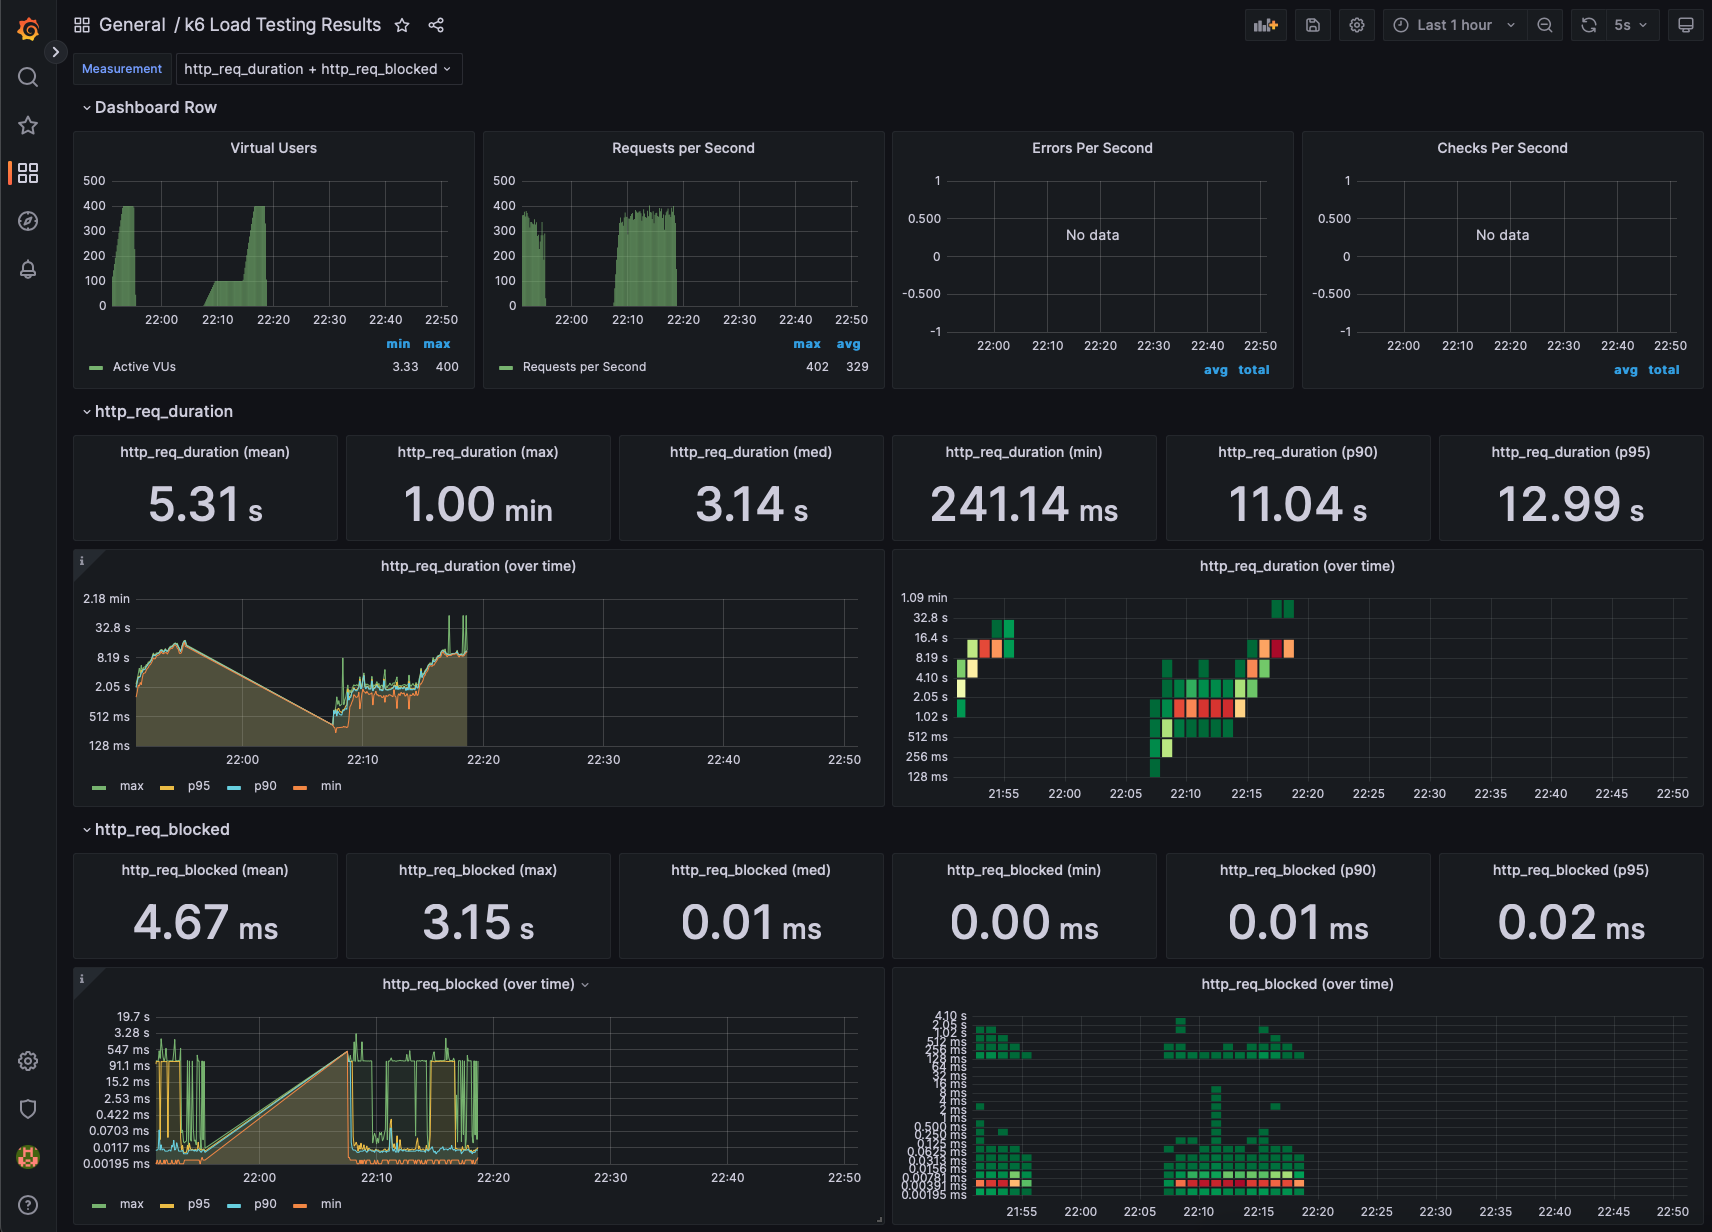 General / k6 Load Testing Results
Last 1 hour
5s
Measurement http_req_duration + http_req_blocked
Dashboard Row
Virtual Users
500
400
300
200
100
0
22:00 22:10 22:20 22:30 22:40 22:50
min max
Active VUs 3.33 400
Requests per Second
500
400
300
200
100
0
22:00 22:10 22:20 22:30 22:40 22:50
max avg
Requests per Second 402 329
Errors Per Second
1
0.500
0
-0.500
-1
No data
22:00 22:10 22:20 22:30 22:40 22:50
avg total
Checks Per Second
1
0.500
0
-0.500
-1
No data
22:00 22:10 22:20 22:30 22:40 22:50
avg total
http_req_duration
http_req_duration (mean)
5.31 s
http_req_duration (max)
1.00 min
http_req_duration (med)
3.14 s
http_req_duration (min)
241.14 ms
http_req_duration (p90)
11.04 s
http_req_duration (p95)
12.99 s
http_req_duration (over time)
2.18 min
32.8 s
8.19 s
2.05 s
512 ms
128 ms
22:00 22:10 22:20 22:30 22:40 22:50
max p95 p90 min
http_req_duration (over time)
1.09 min
32.8 s
16.4 s
8.19 s
4.10 s
2.05 s
1.02 s
512 ms
256 ms
128 ms
21:55 22:00 22:05 22:10 22:15 22:20 22:25 22:30 22:35 22:40 22:45 22:50
http_req_blocked
http_req_blocked (mean)
4.67 ms
http_req_blocked (max)
3.15 s
http_req_blocked (med)
0.01 ms
http_req_blocked (min)
0.00 ms
http_req_blocked (p90)
0.01 ms
http_req_blocked (p95)
0.02 ms
http_req_blocked (over time)
19.7 s
3.28 s
547 ms
91.1 ms
15.2 ms
2.53 ms
0.422 ms
0.0703 ms
0.0117 ms
0.00195 ms
22:00 22:10 22:20 22:30 22:40 22:50
max p95 p90 min
http_req_blocked (over time)
4.10 s
2.05 s
1.02 s
512 ms
256 ms
128 ms
64 ms
32 ms
16 ms
8 ms
4 ms
2 ms
1 ms
0.500 ms
0.250 ms
0.125 ms
0.0625 ms
0.0313 ms
0.0156 ms
0.00781 ms
0.00391 ms
0.00195 ms
21:55 22:00 22:05 22:10 22:15 22:20 22:25 22:30 22:35 22:40 22:45 22:50